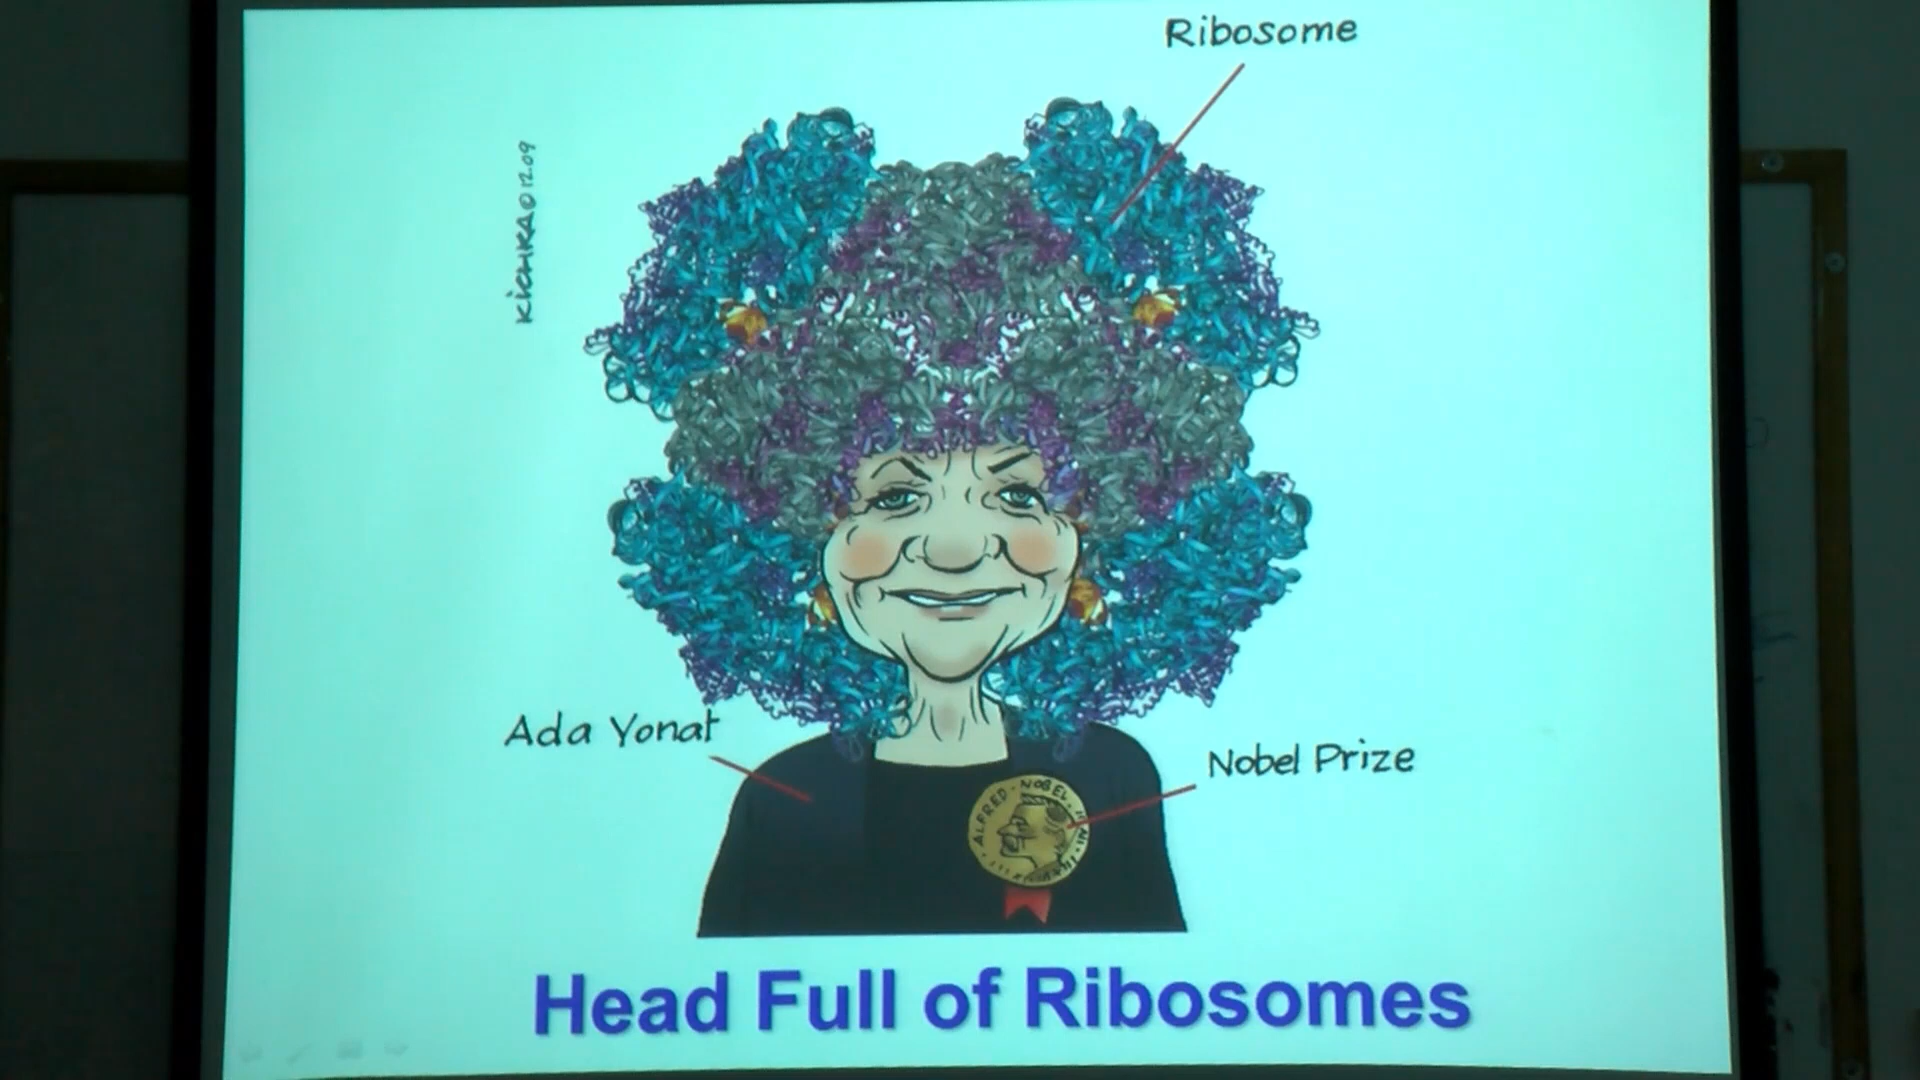 Ribosome
KICHKA 12.09
Ada Yonat
Nobel Prize
ALFRED·NOBEL
Head Full of Ribosomes